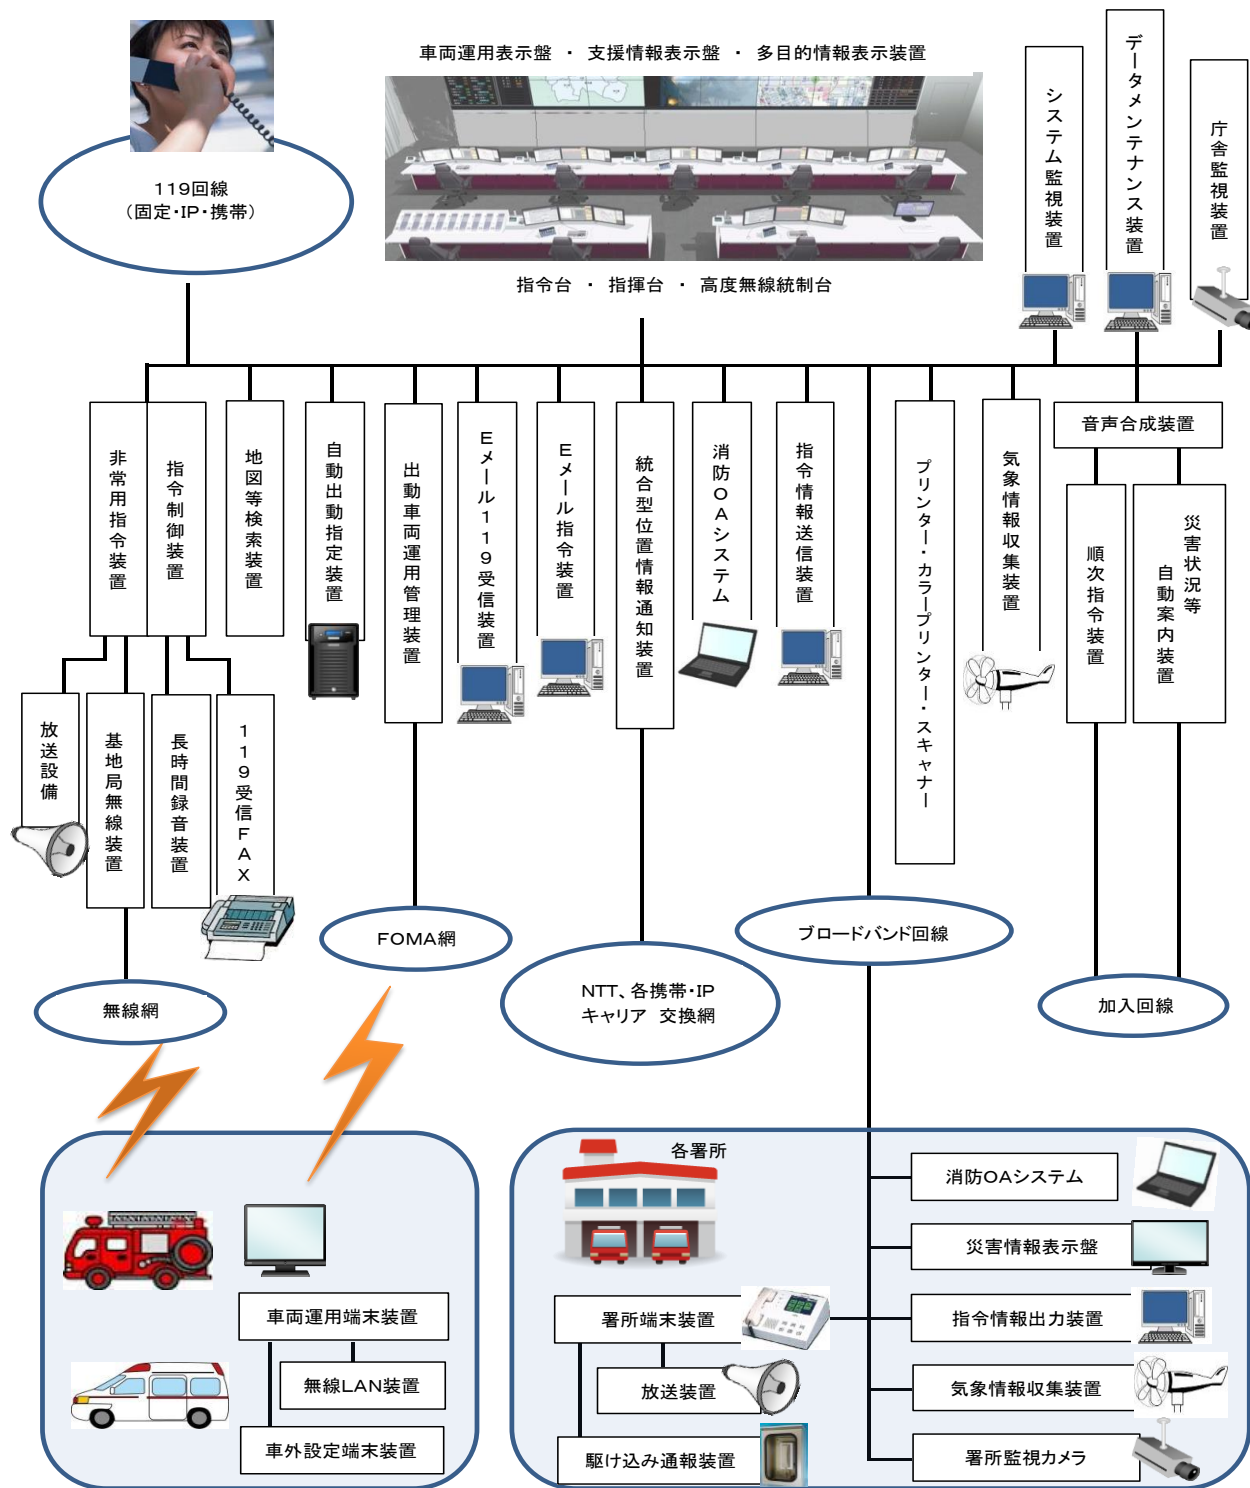 車両運用表示盤 ・ 支援情報表示盤 ・ 多目的情報表示装置
119回線
(固定・IP・携帯)
指令台 ・ 指揮台 ・ 高度無線統制台
システム監視装置
データメンテナンス装置
庁舎監視装置
非常用指令装置
指令制御装置
地図等検索装置
自動出動指定装置
出動車両運用管理装置
Eメール119受信装置
Eメール指令装置
統合型位置情報通知装置
消防OAシステム
指令情報送信装置
プリンター・カラープリンター・スキャナー
気象情報収集装置
音声合成装置
順次指令装置
災害状況等
自動案内装置
放送設備
基地局無線装置
長時間録音装置
119受信FAX
無線網
FOMA網
NTT、各携帯・IP
キャリア 交換網
ブロードバンド回線
加入回線
車両運用端末装置
無線LAN装置
車外設定端末装置
各署所
署所端末装置
放送装置
駆け込み通報装置
消防OAシステム
災害情報表示盤
指令情報出力装置
気象情報収集装置
署所監視カメラ